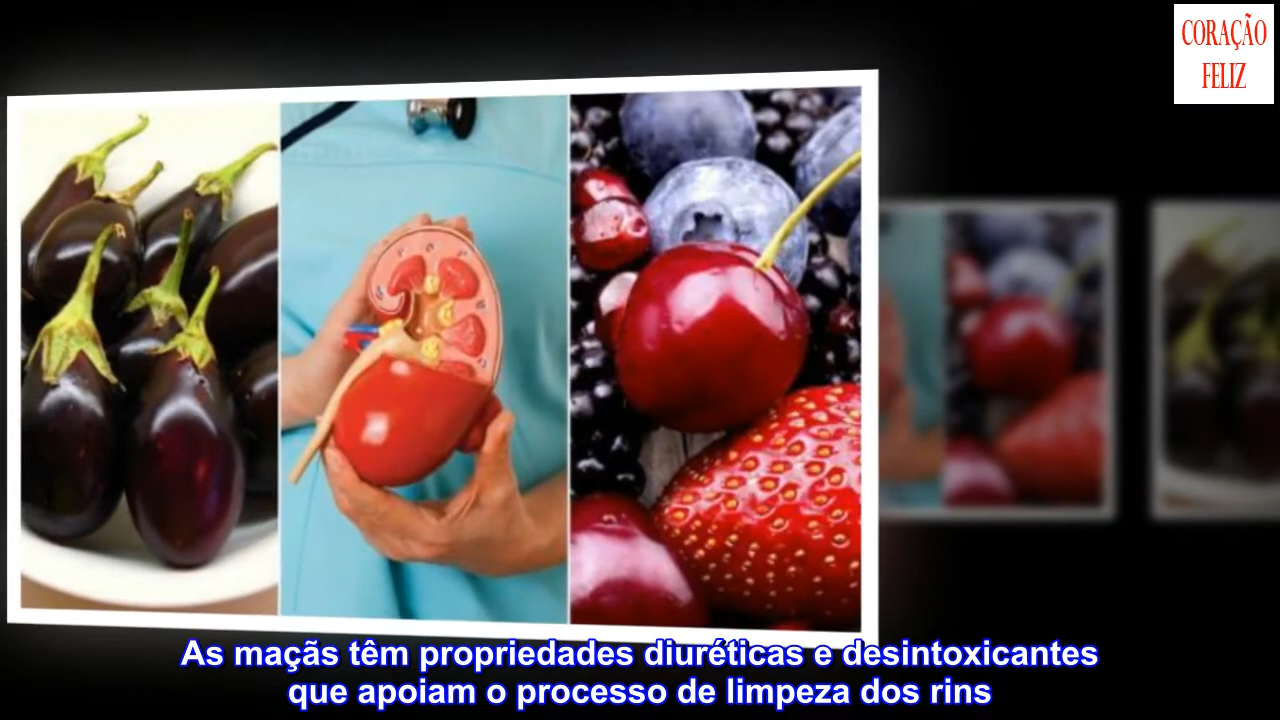 CORAÇÃO
FELIZ
As maçãs têm propriedades diuréticas e desintoxicantes
que apoiam o processo de limpeza dos rins